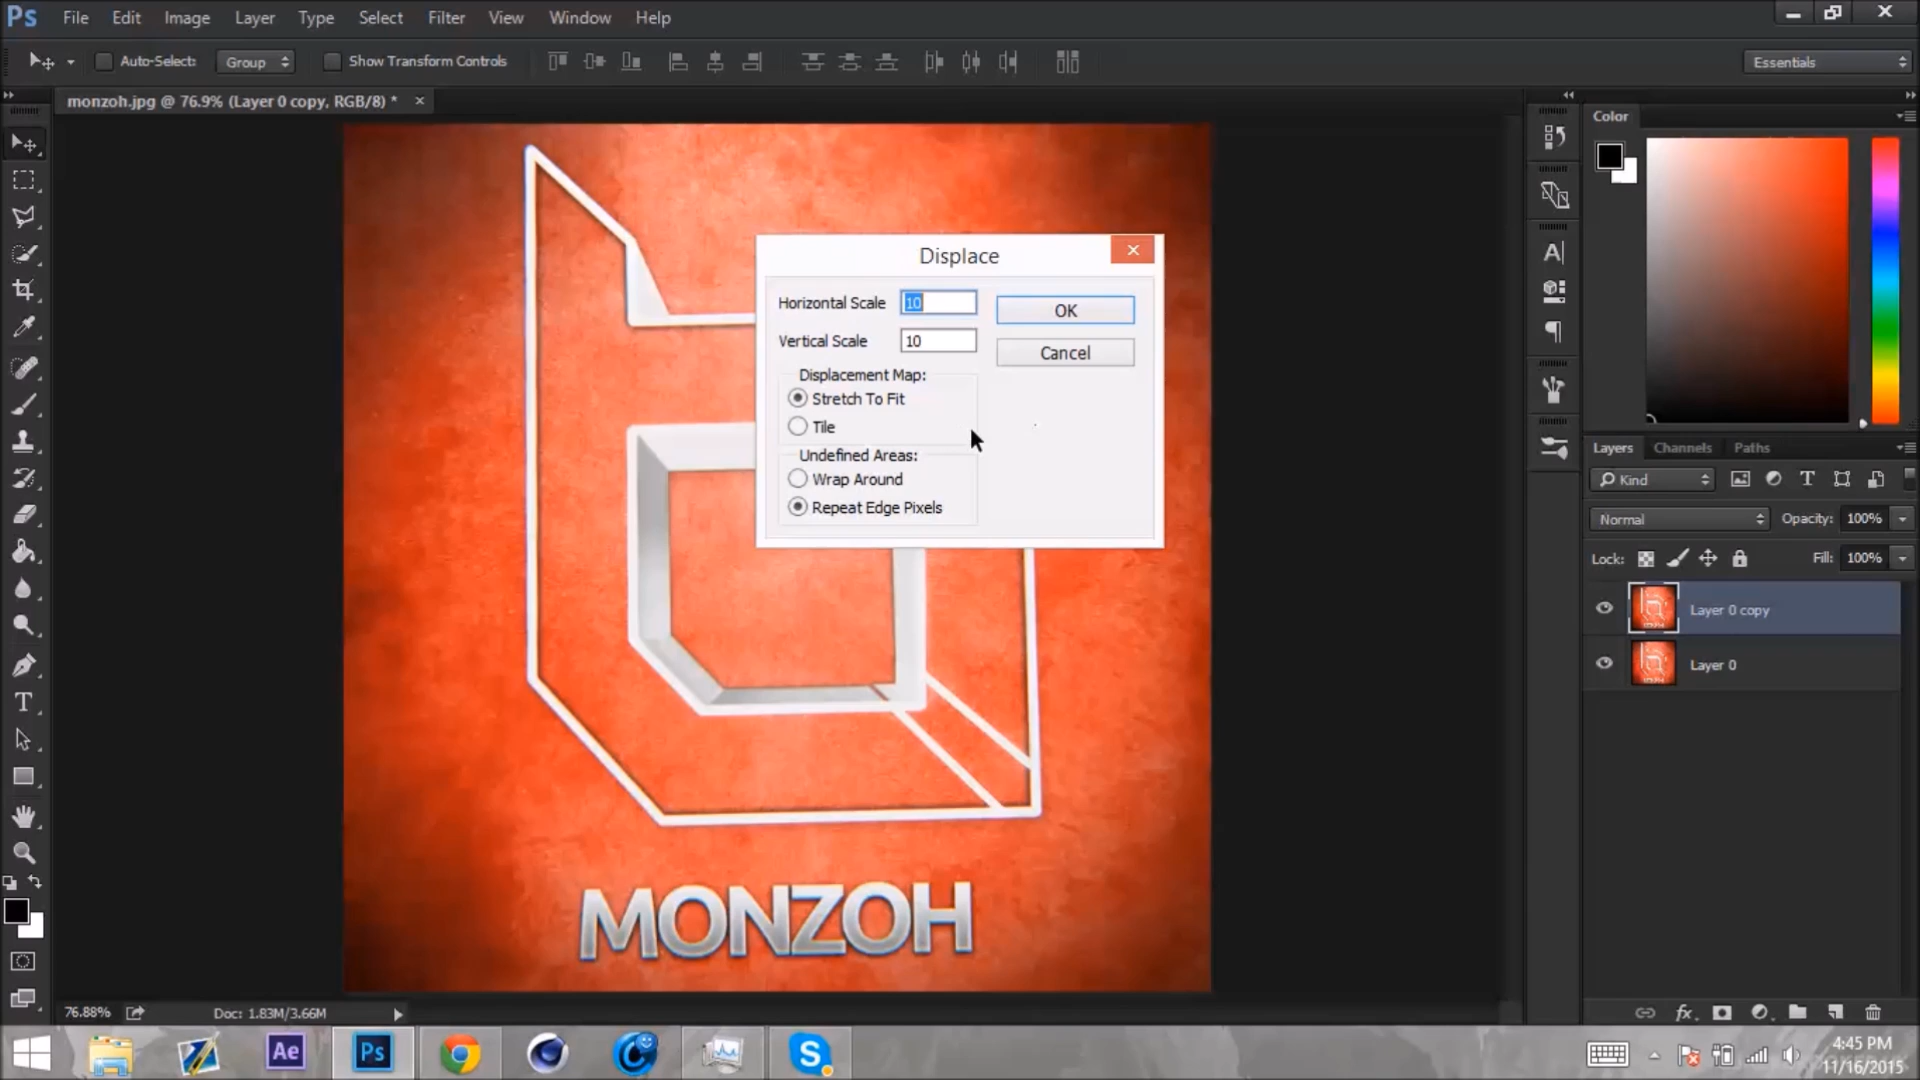 Ps File Edit Image Layer Type Select Filter View Window Help
Auto-Select: Group Show Transform Controls Essentials
monzoh.jpg @ 76.9% (Layer 0 copy, RGB/8) * ×
Color
Displace
Horizontal Scale 10 OK
Vertical Scale 10 Cancel
Displacement Map:
Stretch To Fit
Tile
Undefined Areas:
Wrap Around
Repeat Edge Pixels
Layers Channels Paths
Kind
Normal Opacity: 100%
Lock: Fill: 100%
Layer 0 copy
Layer 0
MONZOH
76.88% Doc: 1.83M/3.66M
Ae Ps
4:45 PM
11/16/2015